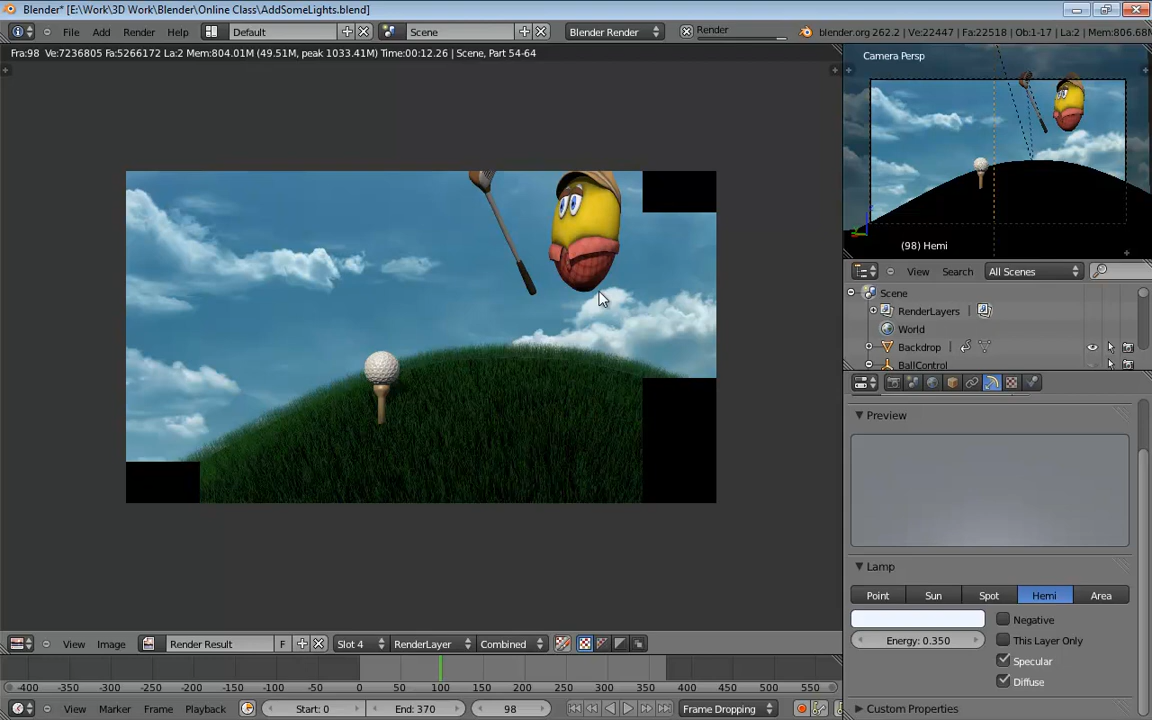 Blender* [E:\Work\3D Work\Blender\Online Class\AddSomeLights.blend]
File Add Render Help Default Scene Blender Render Render blender.org 262.2 | Ve:22447 | Fa:22518 | Ob:1-17 | La:2 | Mem:806.68M
Fra:98 Ve:7236805 Fa:5266172 La:2 Mem:804.01M (49.51M, peak 1033.41M) Time:00:12.26 | Scene, Part 54-64
Camera Persp
(98) Hemi
View Search All Scenes
Scene
RenderLayers
World
Backdrop
BallControl
Preview
Lamp
Point Sun Spot Hemi Area
Negative
Energy: 0.350 This Layer Only
Specular
Diffuse
Custom Properties
View Image Render Result F Slot 4 RenderLayer Combined
-400 -350 -300 -250 -200 -150 -100 -50 0 50 100 150 200 250 300 350 400 450 500 550
View Marker Frame Playback Start: 0 End: 370 98 Frame Dropping